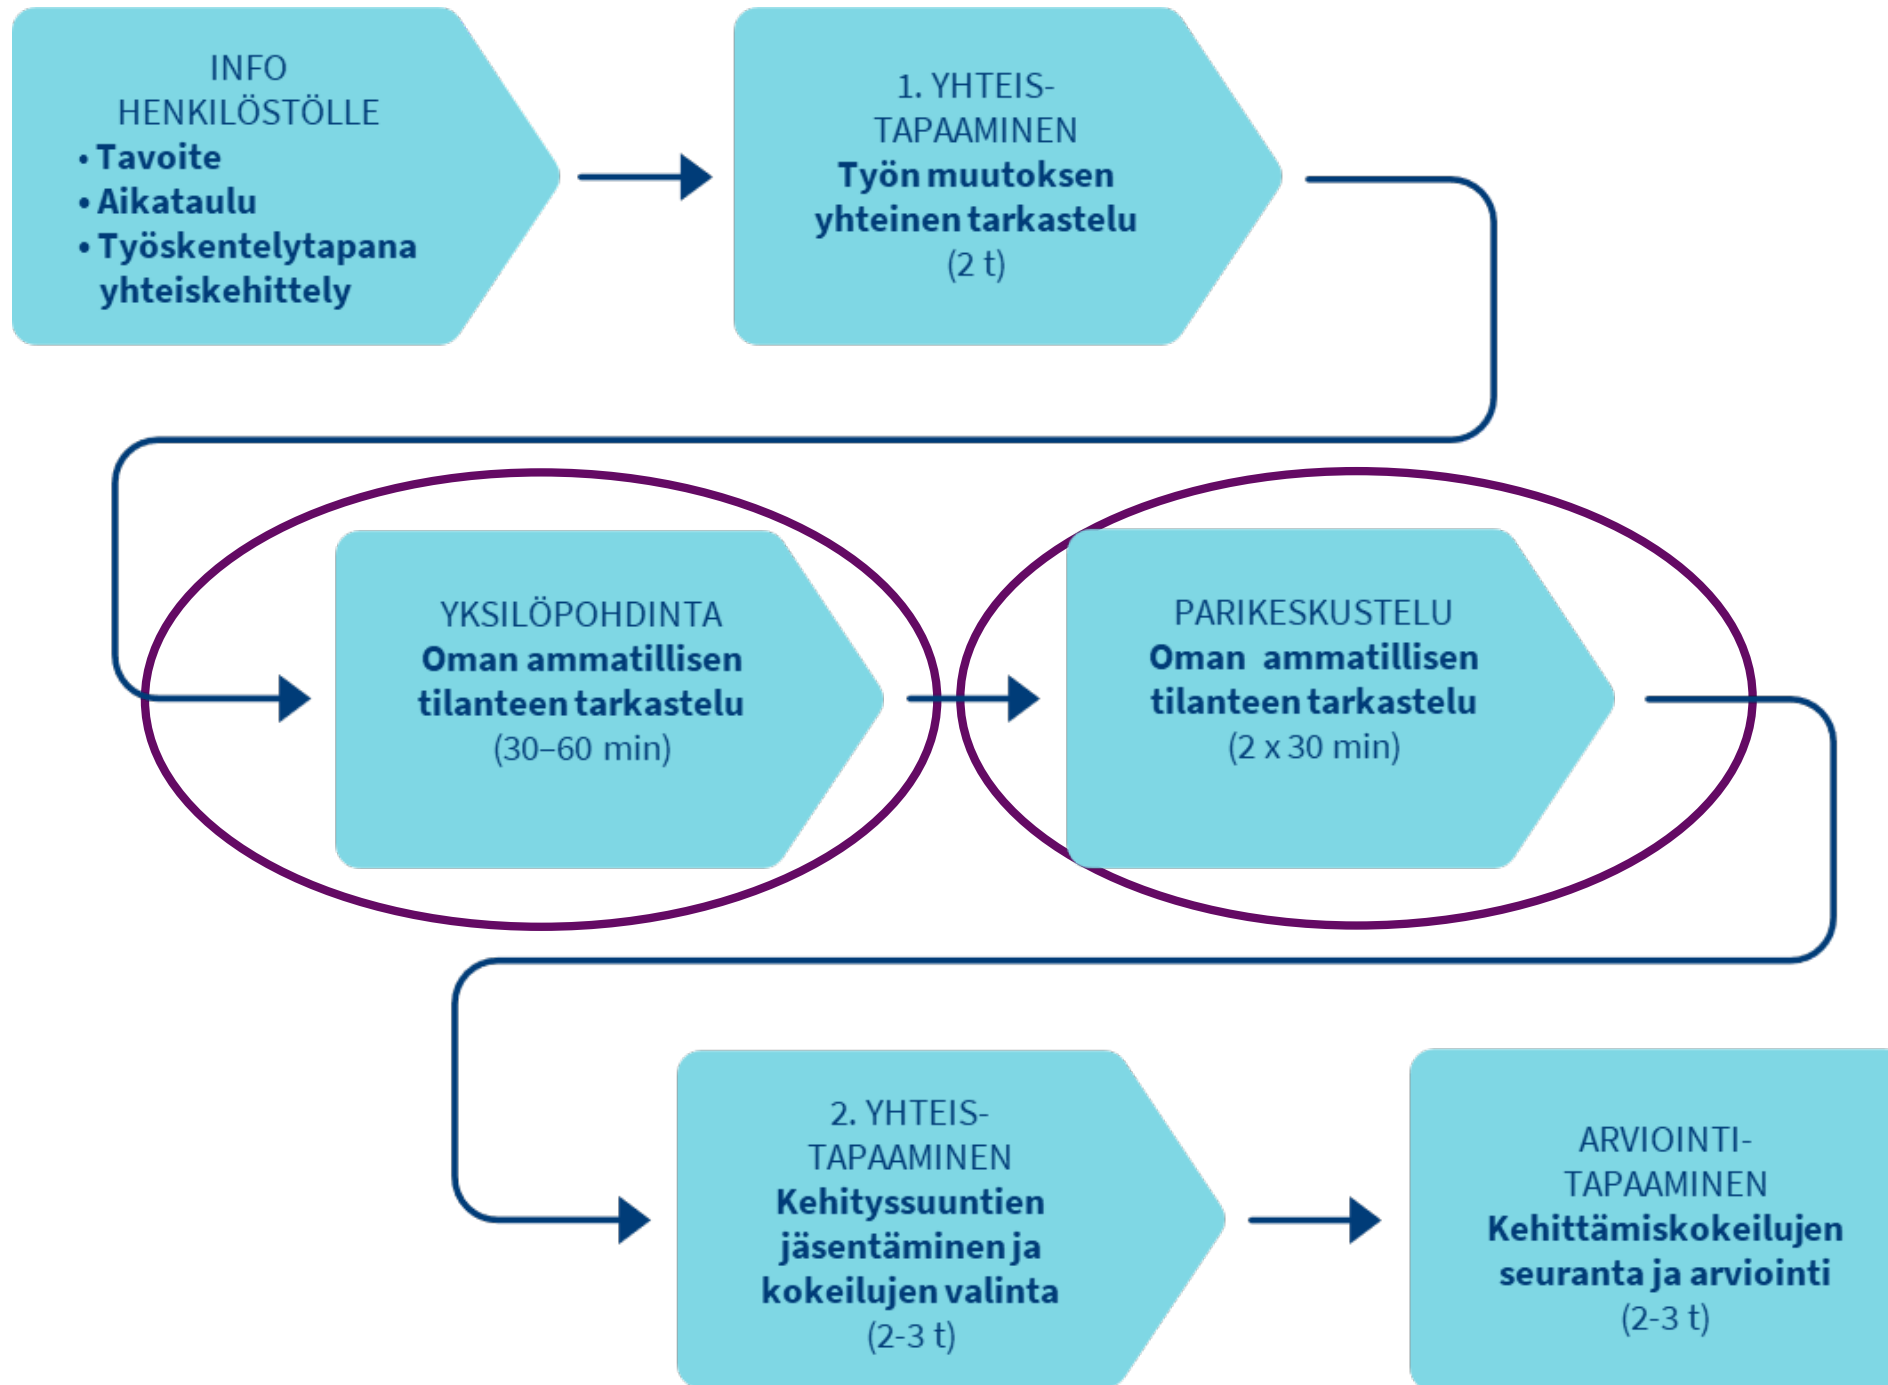 INFO
HENKILÖSTÖLLE
• Tavoite
• Aikataulu
• Työskentelytapana
yhteiskehittely
1. YHTEIS-
TAPAAMINEN
Työn muutoksen
yhteinen tarkastelu
(2 t)
YKSILÖPOHDINTA
Oman ammatillisen
tilanteen tarkastelu
(30–60 min)
PARIKESKUSTELU
Oman ammatillisen
tilanteen tarkastelu
(2 x 30 min)
2. YHTEIS-
TAPAAMINEN
Kehityssuuntien
jäsentäminen ja
kokeilujen valinta
(2-3 t)
ARVIOINTI-
TAPAAMINEN
Kehittämiskokeilujen
seuranta ja arviointi
(2-3 t)